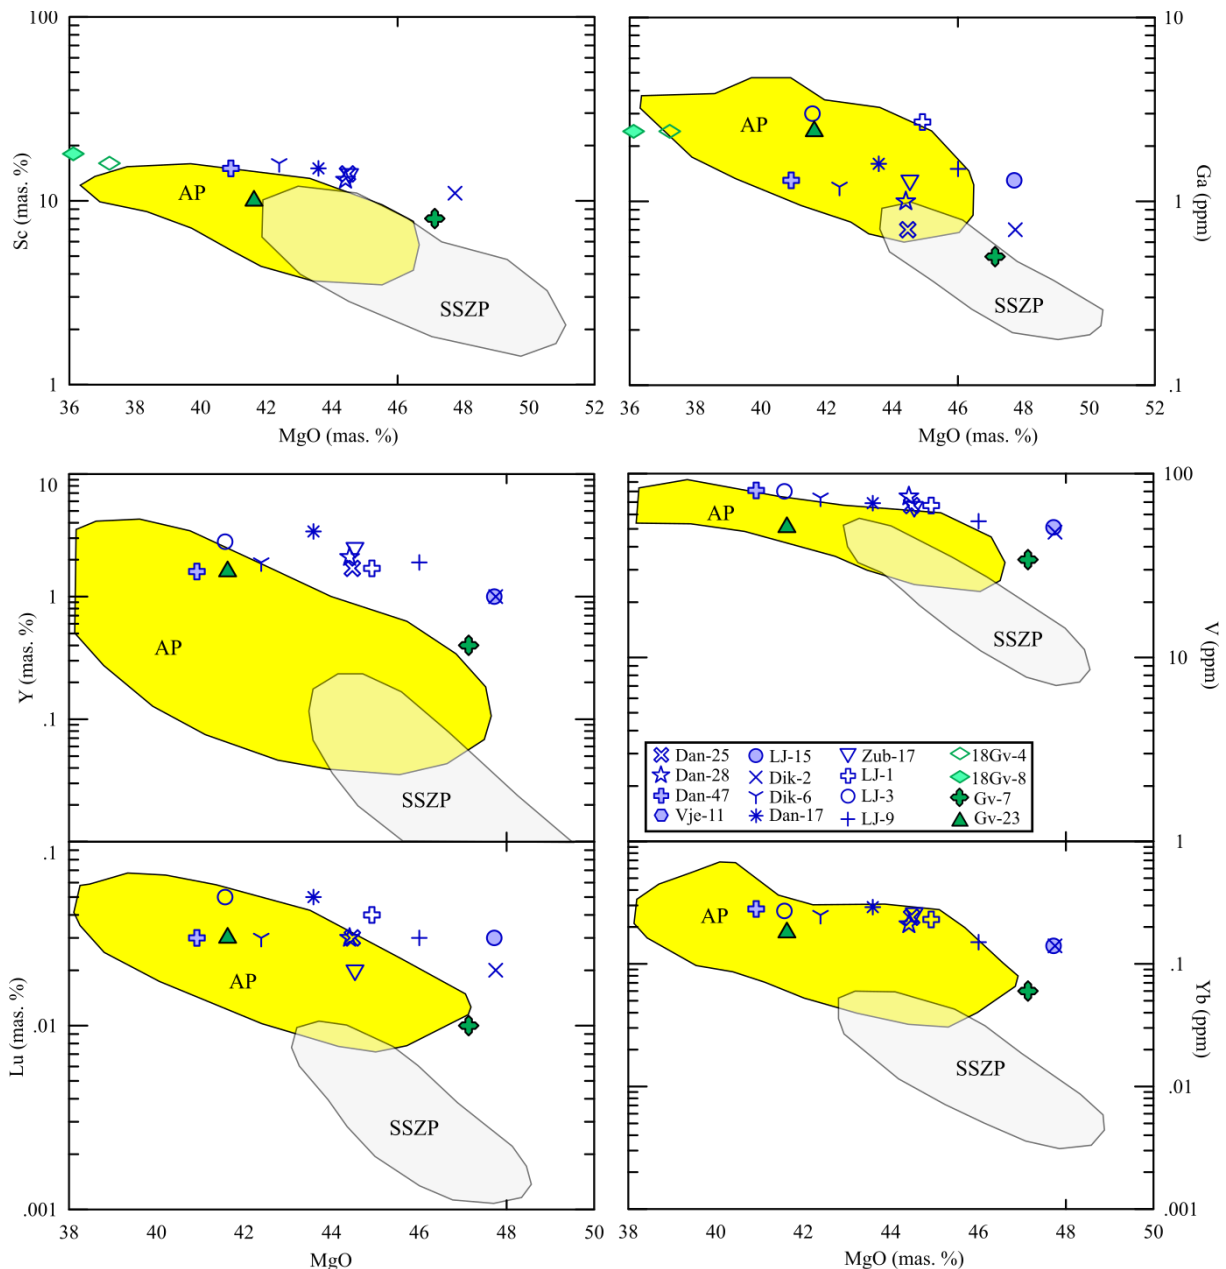 100
10
1
Sc (mas. %)
AP
SSZP
36
38
40
42
44
46
48
50
52
MgO (mas. %)
10
1
.1
Ga (ppm)
AP
SSZP
36
38
40
42
44
46
48
50
52
MgO (mas. %)
10
1
.1
Y (mas. %)
AP
SSZP
100
10
1
V (ppm)
AP
SSZP
Dan-25
LJ-15
Zub-17
18Gv-4
Dan-28
Dik-2
LJ-1
18Gv-8
Dan-47
Dik-6
LJ-3
Gv-7
Vje-11
Dan-17
LJ-9
Gv-23
.1
.01
.001
Lu (mas. %)
AP
SSZP
38
40
42
44
46
48
50
MgO
.1
.01
.001
Yb (ppm)
AP
SSZP
38
40
42
44
46
48
50
MgO (mas. %)